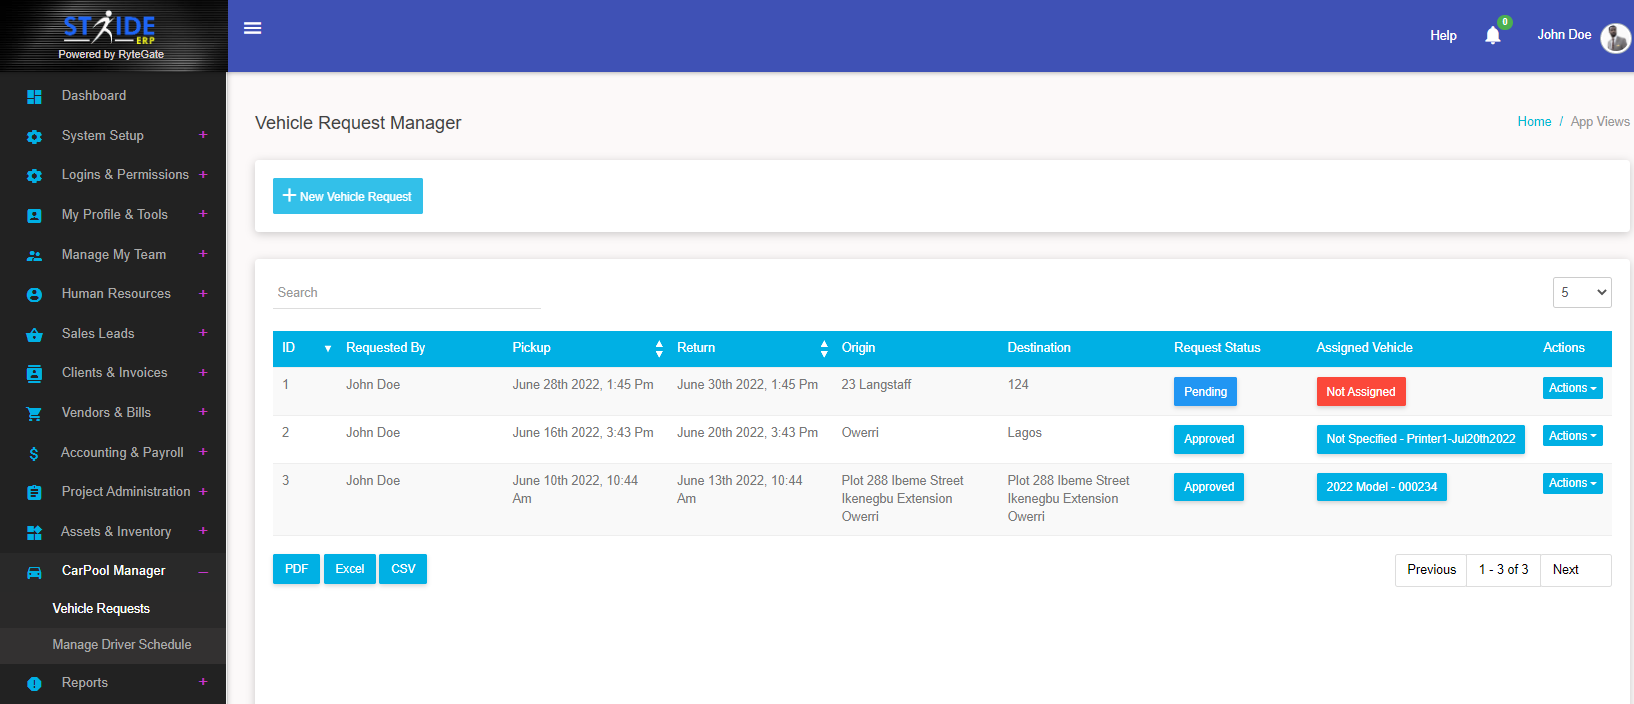 STRIDE
ERP
Powered by RyteGate
Help
0
John Doe
Dashboard
System Setup +
Logins & Permissions +
My Profile & Tools +
Manage My Team +
Human Resources +
Sales Leads +
Clients & Invoices +
Vendors & Bills +
Accounting & Payroll +
Project Administration +
Assets & Inventory +
CarPool Manager –
Vehicle Requests
Manage Driver Schedule
Reports +
Vehicle Request Manager
Home / App Views
+ New Vehicle Request
Search
5
ID Requested By Pickup Return Origin Destination Request Status Assigned Vehicle Actions
1 John Doe June 28th 2022, 1:45 Pm June 30th 2022, 1:45 Pm 23 Langstaff 124 Pending Not Assigned Actions
2 John Doe June 16th 2022, 3:43 Pm June 20th 2022, 3:43 Pm Owerri Lagos Approved Not Specified - Printer1-Jul20th2022 Actions
3 John Doe June 10th 2022, 10:44 June 13th 2022, 10:44 Plot 288 Ibeme Street Plot 288 Ibeme Street Approved 2022 Model - 000234 Actions
Am Am Ikenegbu Extension Ikenegbu Extension
Owerri Owerri
PDF Excel CSV
Previous 1 - 3 of 3 Next